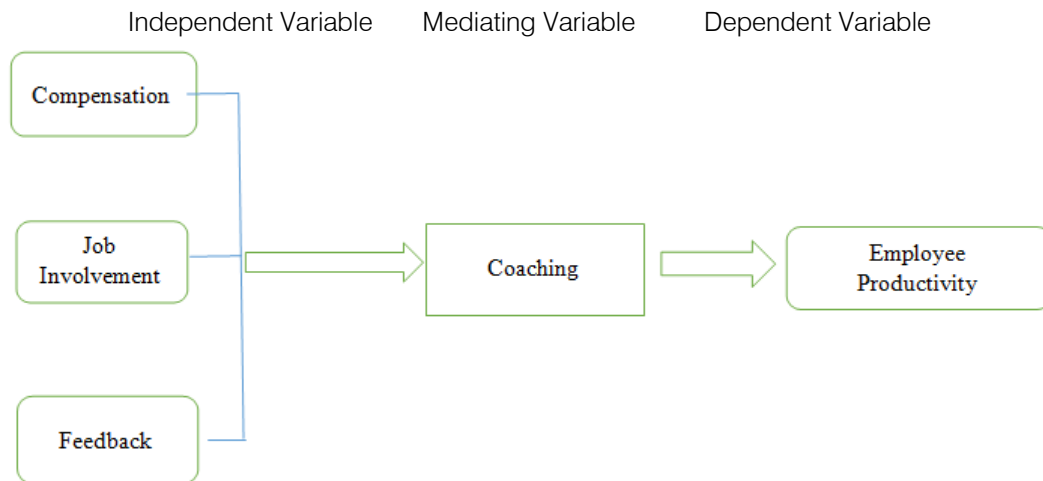 Independent Variable Mediating Variable Dependent Variable
Compensation
Job
Involvement
Coaching
Employee
Productivity
Feedback